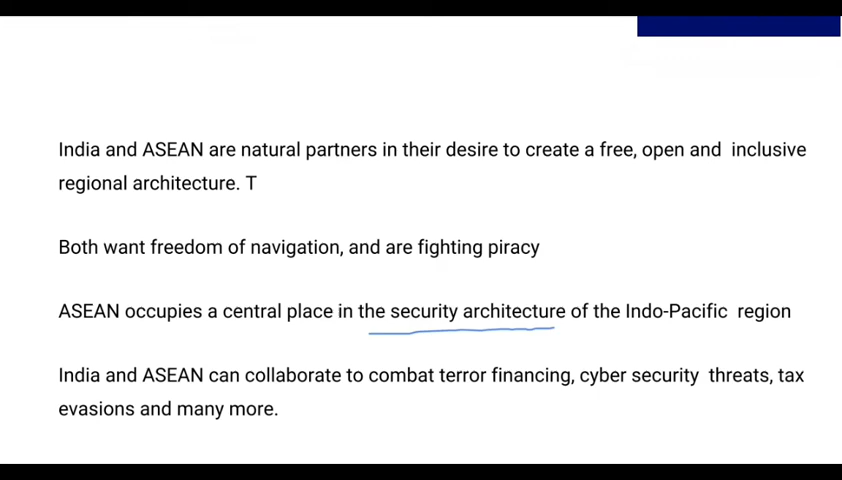 India and ASEAN are natural partners in their desire to create a free, open and inclusive
regional architecture. T
Both want freedom of navigation, and are fighting piracy
ASEAN occupies a central place in the security architecture of the Indo-Pacific region
India and ASEAN can collaborate to combat terror financing, cyber security threats, tax
evasions and many more.